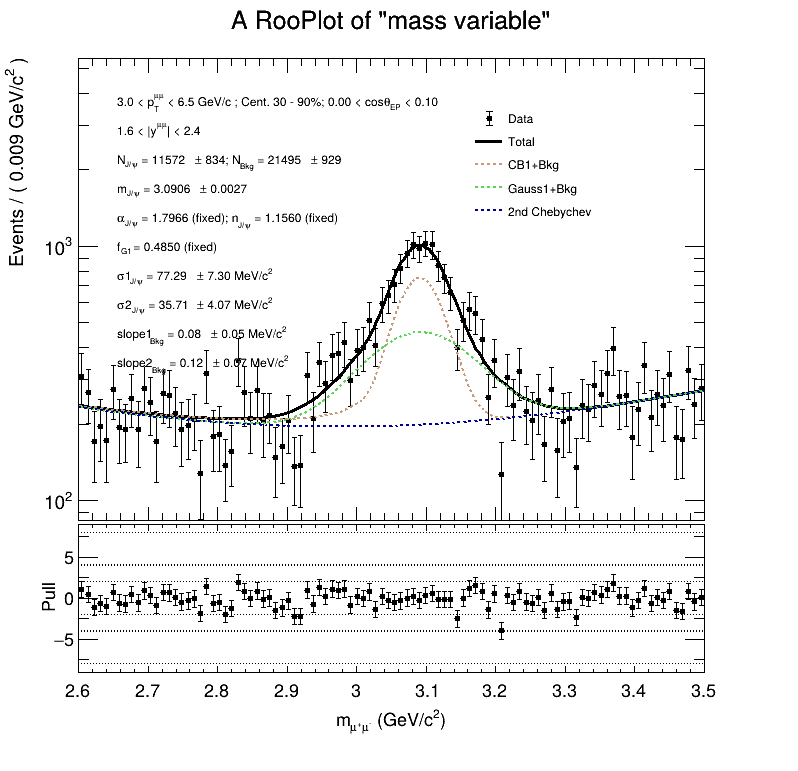 A RooPlot of "mass variable"
Events / ( 0.009 GeV/c² )
3.0 < p_T^μμ < 6.5 GeV/c ; Cent. 30 - 90%; 0.00 < cosθ_EP < 0.10
1.6 < |y^μμ| < 2.4
N_J/ψ = 11572 ± 834; N_Bkg = 21495 ± 929
m_J/ψ = 3.0906 ± 0.0027
α_J/ψ = 1.7966 (fixed); n_J/ψ = 1.1560 (fixed)
f_G1 = 0.4850 (fixed)
σ1_J/ψ = 77.29 ± 7.30 MeV/c²
σ2_J/ψ = 35.71 ± 4.07 MeV/c²
slope1_Bkg = 0.08 ± 0.05 MeV/c²
slope2_Bkg = 0.12 ± 0.07 MeV/c²
Data
Total
CB1+Bkg
Gauss1+Bkg
2nd Chebychev
10³
10²
Pull
5
0
−5
2.6 2.7 2.8 2.9 3 3.1 3.2 3.3 3.4 3.5
m_μ⁺μ⁻ (GeV/c²)